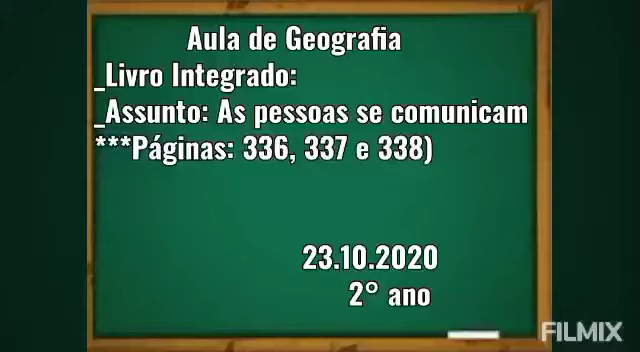 Aula de Geografia
_Livro Integrado:
_Assunto: As pessoas se comunicam
***Páginas: 336, 337 e 338)
23.10.2020
2° ano
FILMIX